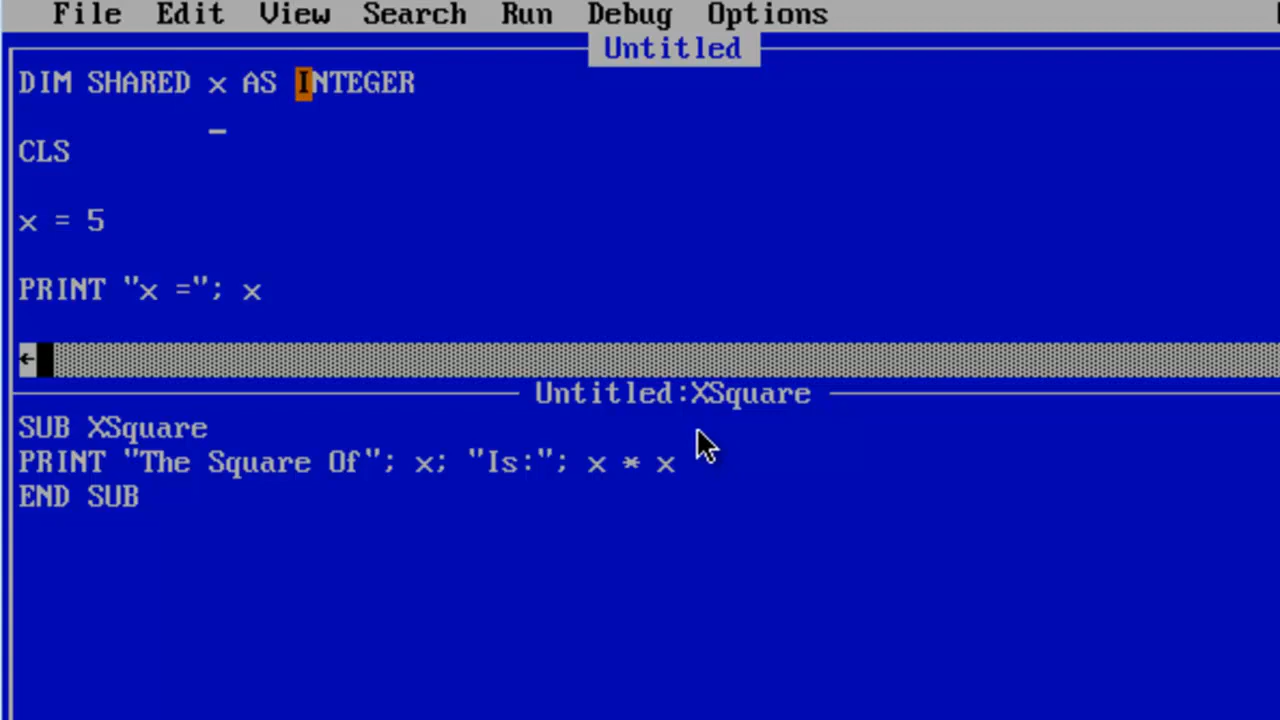 File Edit View Search Run Debug Options
Untitled
DIM SHARED x AS INTEGER
CLS
x = 5
PRINT "x ="; x
Untitled:XSquare
SUB XSquare
PRINT "The Square Of"; x; "Is:"; x * x
END SUB